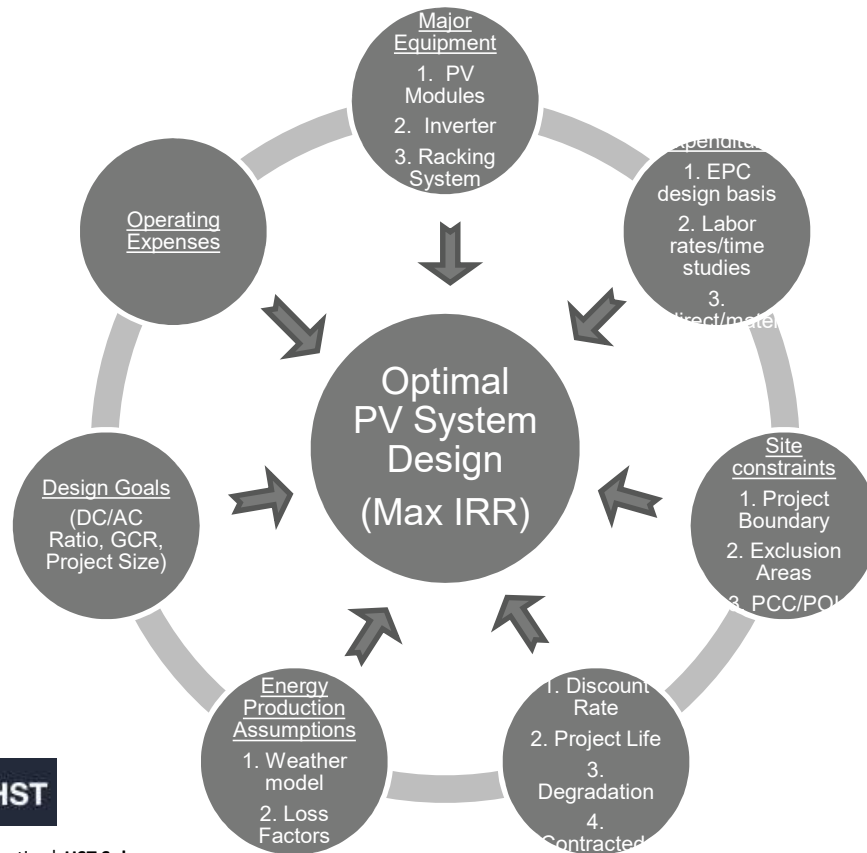 Major
Equipment
1. PV
Modules
2. Inverter
3. Racking
System
1. EPC
design basis
2. Labor
rates/time
studies
3.
Site
constraints
1. Project
Boundary
2. Exclusion
Areas
3. PCC/POI
1. Discount
Rate
2. Project Life
3.
Degradation
4.
Contracted
Energy
Production
Assumptions
1. Weather
model
2. Loss
Factors
Design Goals
(DC/AC
Ratio, GCR,
Project Size)
Operating
Expenses
Optimal
PV System
Design
(Max IRR)
HST